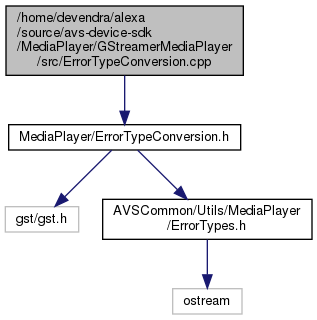 /home/devendra/alexa
/source/avs-device-sdk
/MediaPlayer/GStreamerMediaPlayer
/src/ErrorTypeConversion.cpp
MediaPlayer/ErrorTypeConversion.h
gst/gst.h
AVSCommon/Utils/MediaPlayer
/ErrorTypes.h
ostream